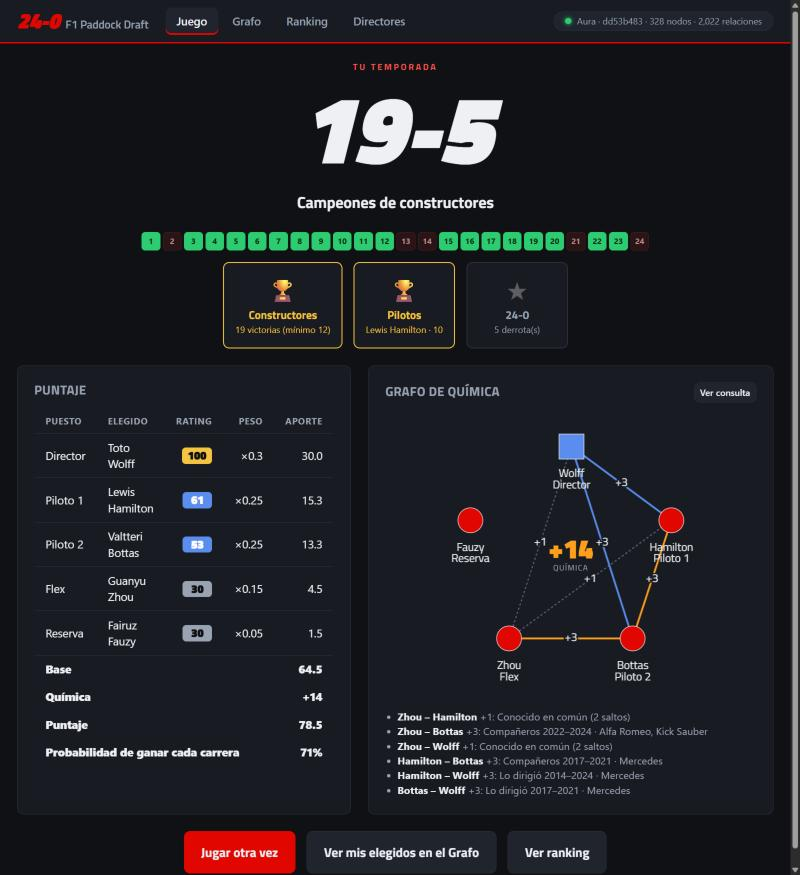 24-0 F1 Paddock Draft Juego Grafo Ranking Directores Aura · dd53b483 · 328 nodos · 2,022 relaciones
TU TEMPORADA
19-5
Campeones de constructores
1 2 3 4 5 6 7 8 9 10 11 12 13 14 15 16 17 18 19 20 21 22 23 24
Constructores
19 victorias (mínimo 12)
Pilotos
Lewis Hamilton · 10
24-0
5 derrota(s)
PUNTAJE
PUESTO ELEGIDO RATING PESO APORTE
Director Toto Wolff 100 ×0.3 30.0
Piloto 1 Lewis Hamilton 61 ×0.25 15.3
Piloto 2 Valtteri Bottas 53 ×0.25 13.3
Flex Guanyu Zhou 30 ×0.15 4.5
Reserva Fairuz Fauzy 30 ×0.05 1.5
Base 64.5
Química +14
Puntaje 78.5
Probabilidad de ganar cada carrera 71%
GRAFO DE QUÍMICA Ver consulta
Wolff
Director
+3
Fauzy
Reserva
Hamilton
Piloto 1
+1
+14
QUÍMICA
+3
+1
+3
+3
Zhou
Flex
Bottas
Piloto 2
• Zhou – Hamilton +1: Conocido en común (2 saltos)
• Zhou – Bottas +3: Compañeros 2022–2024 · Alfa Romeo, Kick Sauber
• Zhou – Wolff +1: Conocido en común (2 saltos)
• Hamilton – Bottas +3: Compañeros 2017–2021 · Mercedes
• Hamilton – Wolff +3: Lo dirigió 2014–2024 · Mercedes
• Bottas – Wolff +3: Lo dirigió 2017–2021 · Mercedes
Jugar otra vez Ver mis elegidos en el Grafo Ver ranking